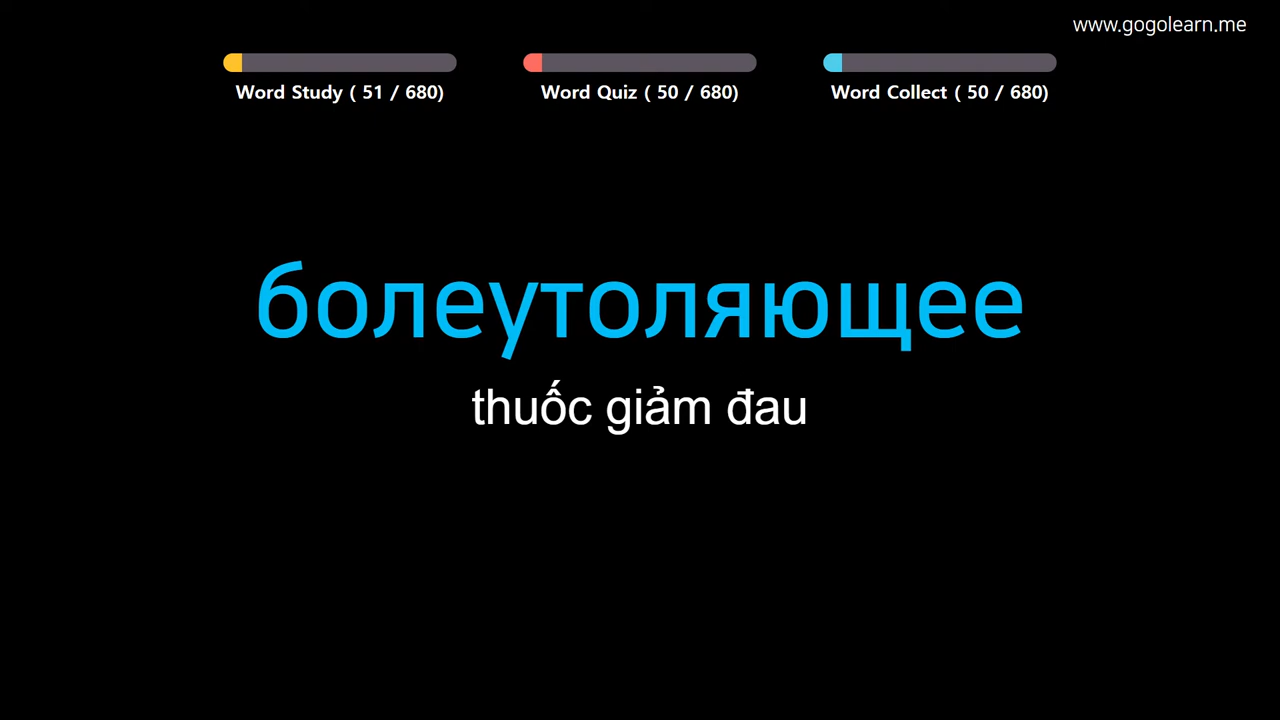 www.gogolearn.me
Word Study ( 51 / 680)
Word Quiz ( 50 / 680)
Word Collect ( 50 / 680)
болеутоляющее
thuốc giảm đau